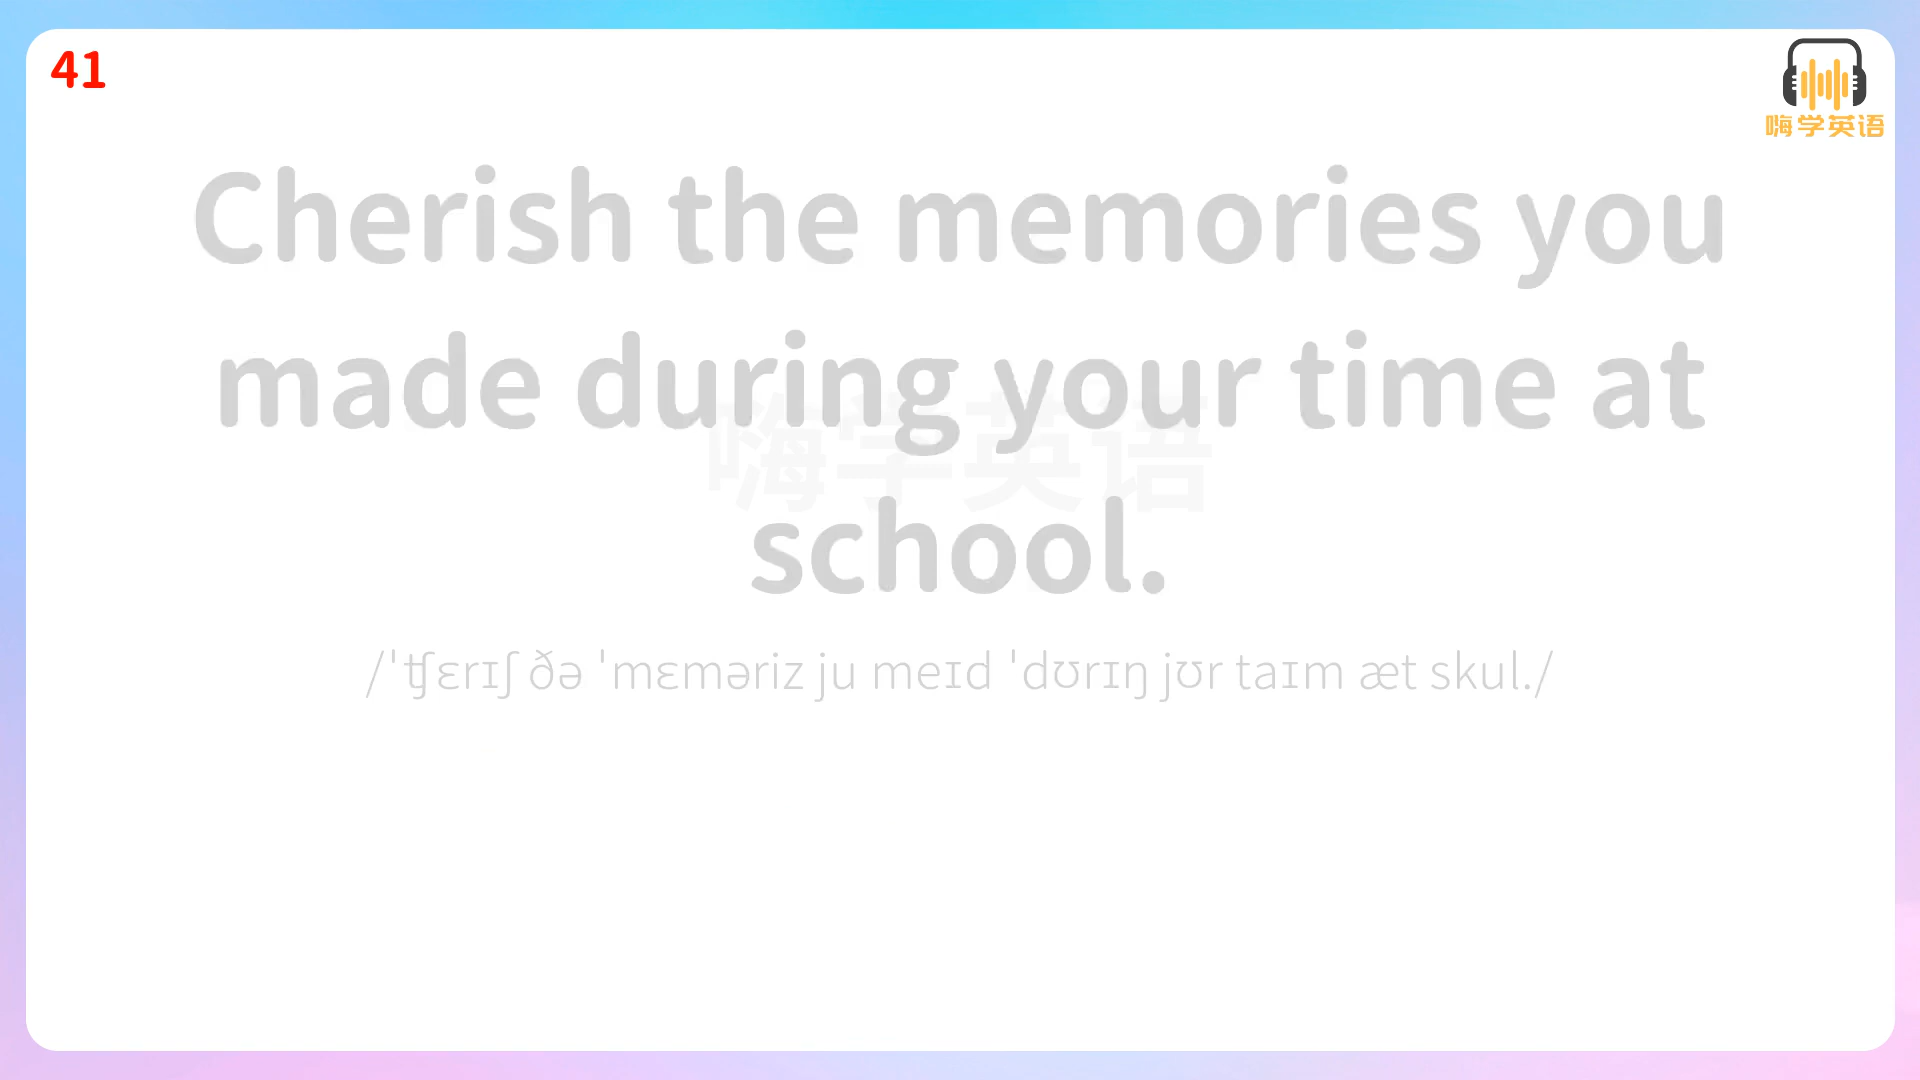 41
嗨学英语
Cherish the memories you
made during your time at
嗨学英语
school.
/ˈʧɛrɪʃ ðə ˈmɛməriz ju meɪd ˈdʊrɪŋ jʊr taɪm æt skul./